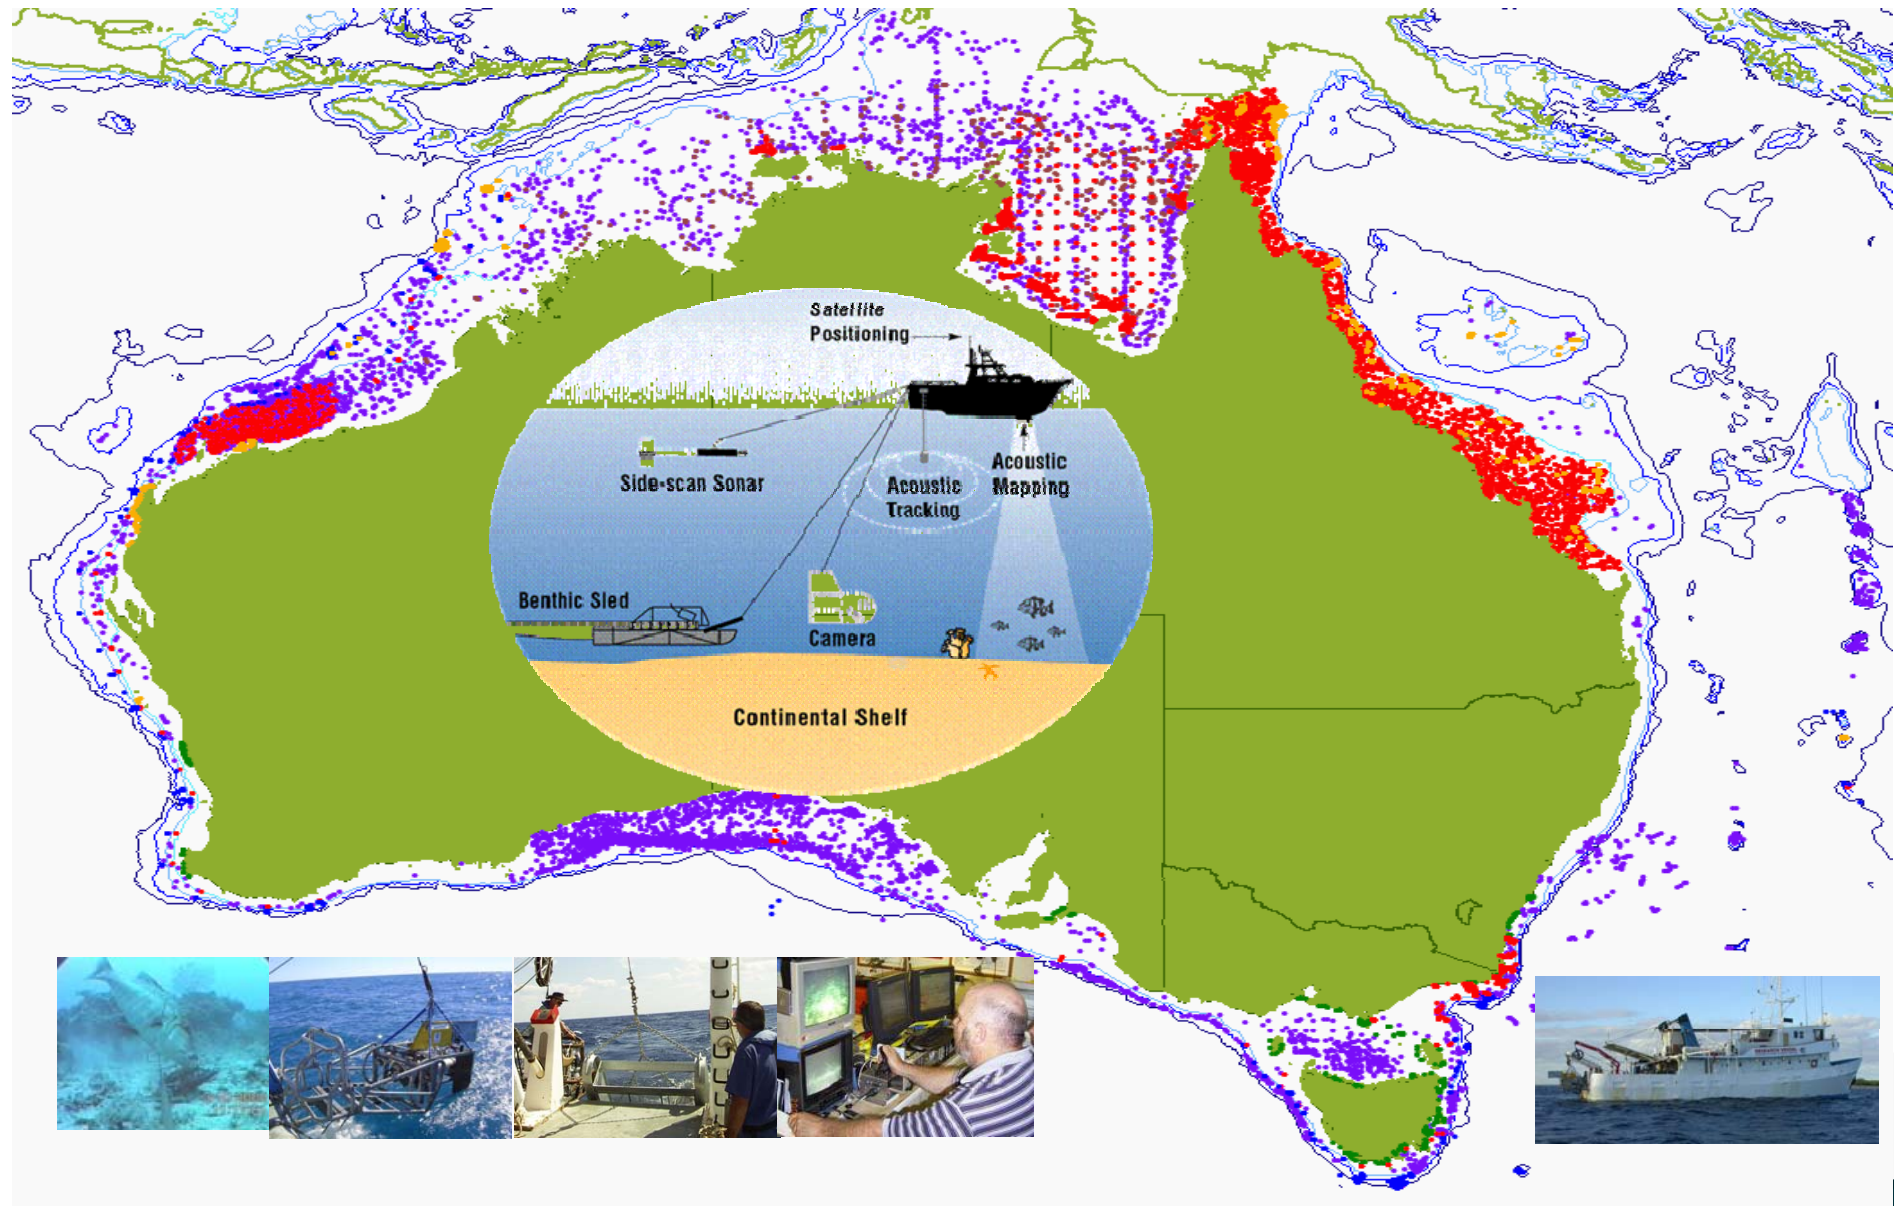 Satellite
Positioning
Side-scan Sonar
Acoustic
Tracking
Acoustic
Mapping
Benthic Sled
Camera
Continental Shelf